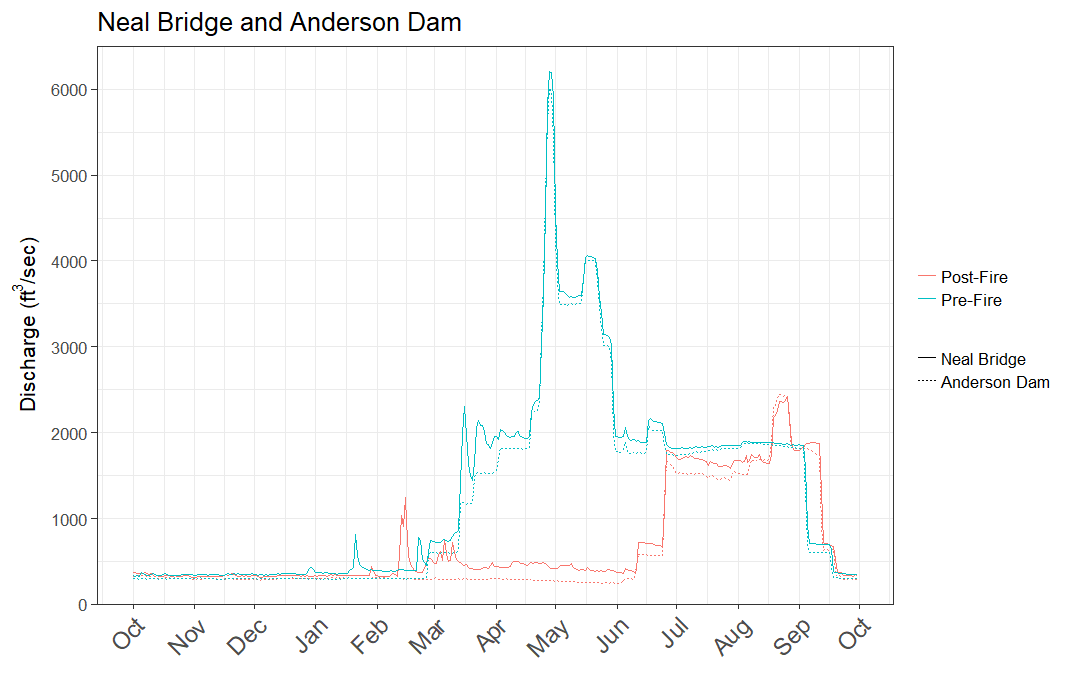 Neal Bridge and Anderson Dam
Discharge (ft³/sec)
6000
5000
4000
3000
2000
1000
0
Oct Nov Dec Jan Feb Mar Apr May Jun Jul Aug Sep Oct
Post-Fire
Pre-Fire
Neal Bridge
Anderson Dam